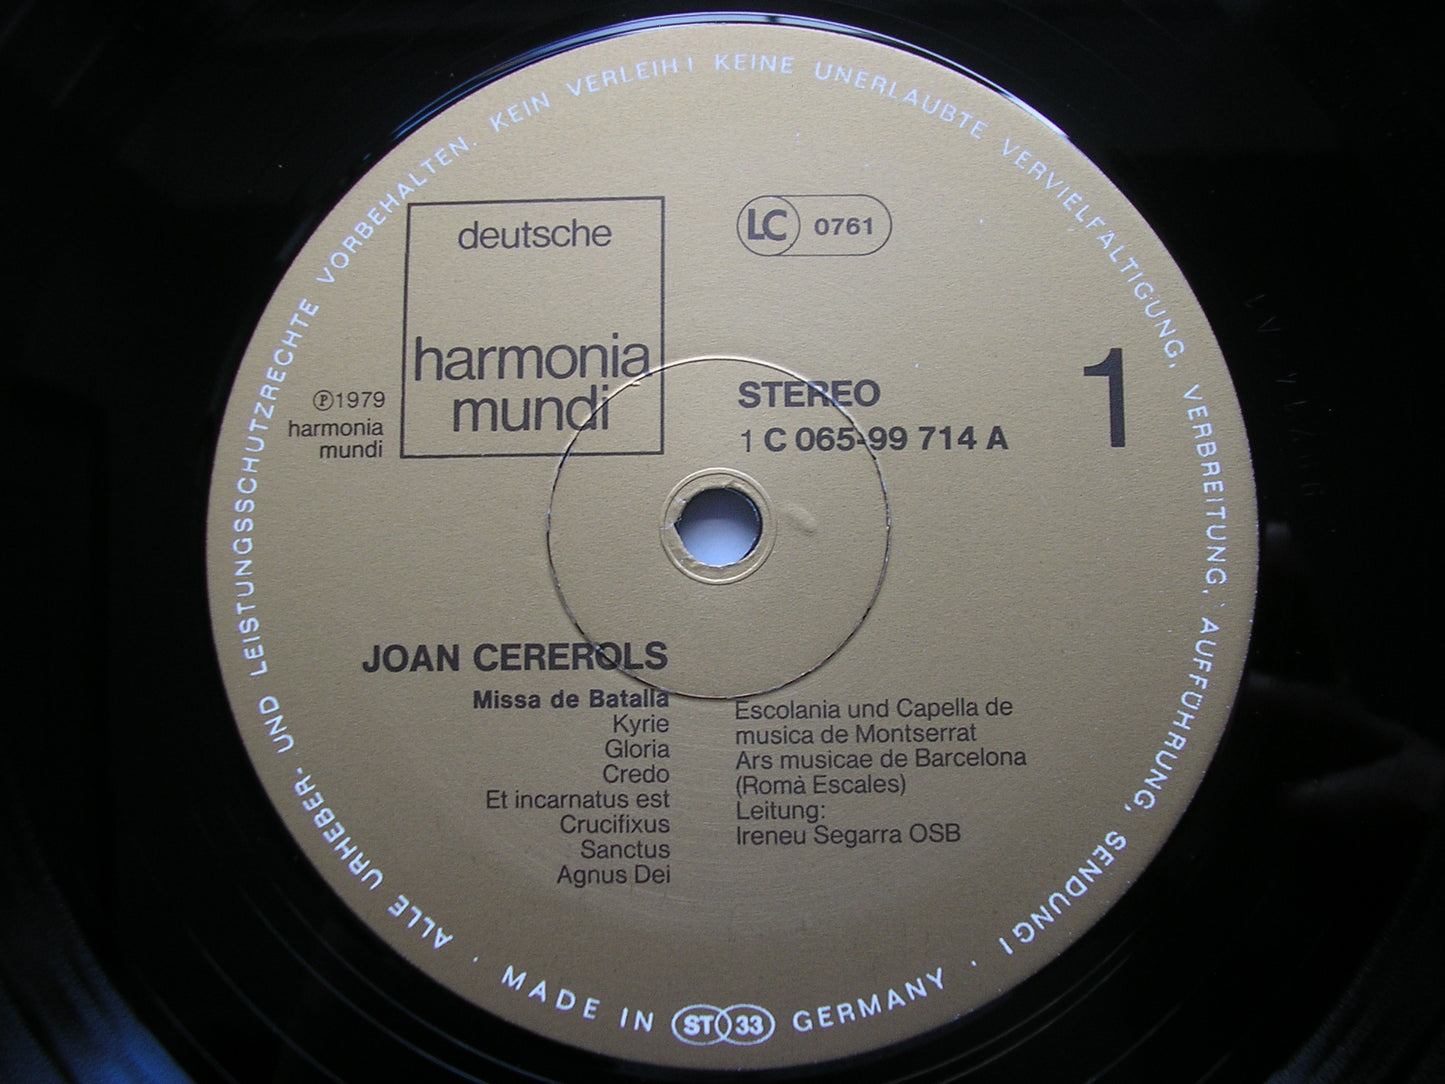 ALLE URHEBER- UND LEISTUNGSSCHUTZRECHTE VORBEHALTEN. KEIN VERLEIH! KEINE UNERLAUBTE VERVIELFÄLTIGUNG, VERBREITUNG, AUFFÜHRUNG, SENDUNG!
deutsche
harmonia
mundi
LC 0761
℗1979
harmonia
mundi
STEREO
1 C 065-99 714 A
1
JOAN CEREROLS
Missa de Batalla
Kyrie
Gloria
Credo
Et incarnatus est
Crucifixus
Sanctus
Agnus Dei
Escolania und Capella de
musica de Montserrat
Ars musicae de Barcelona
(Romà Escales)
Leitung:
Ireneu Segarra OSB
· MADE IN ST 33 GERMANY ·